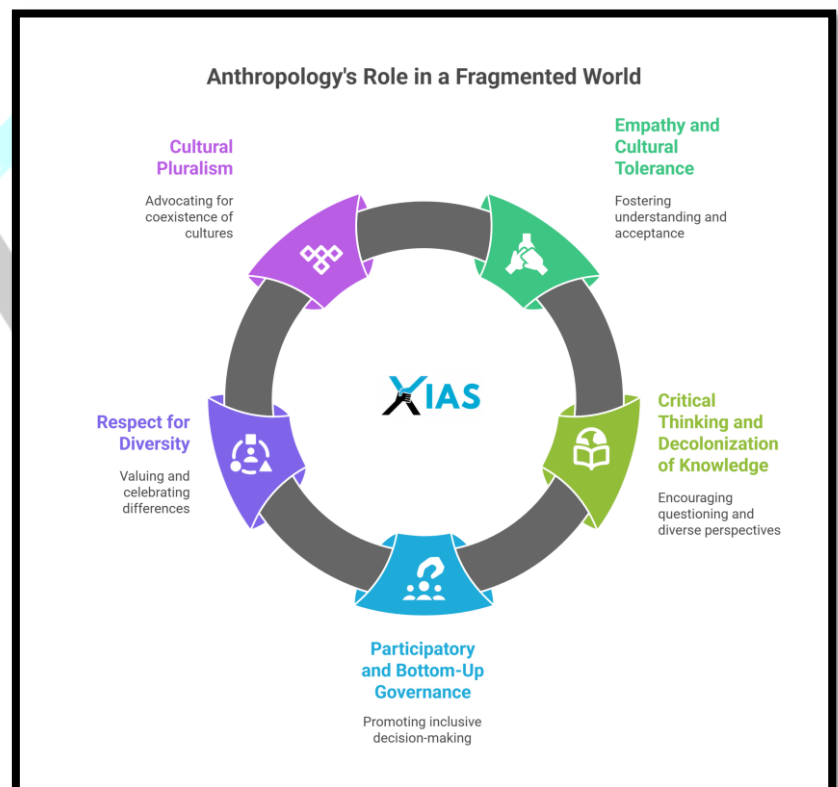 Anthropology's Role in a Fragmented World
Cultural
Pluralism
Advocating for
coexistence of
cultures
Empathy and
Cultural
Tolerance
Fostering
understanding and
acceptance
XIAS
Respect for
Diversity
Valuing and
celebrating
differences
Critical
Thinking and
Decolonization
of Knowledge
Encouraging
questioning and
diverse perspectives
Participatory
and Bottom-Up
Governance
Promoting inclusive
decision-making